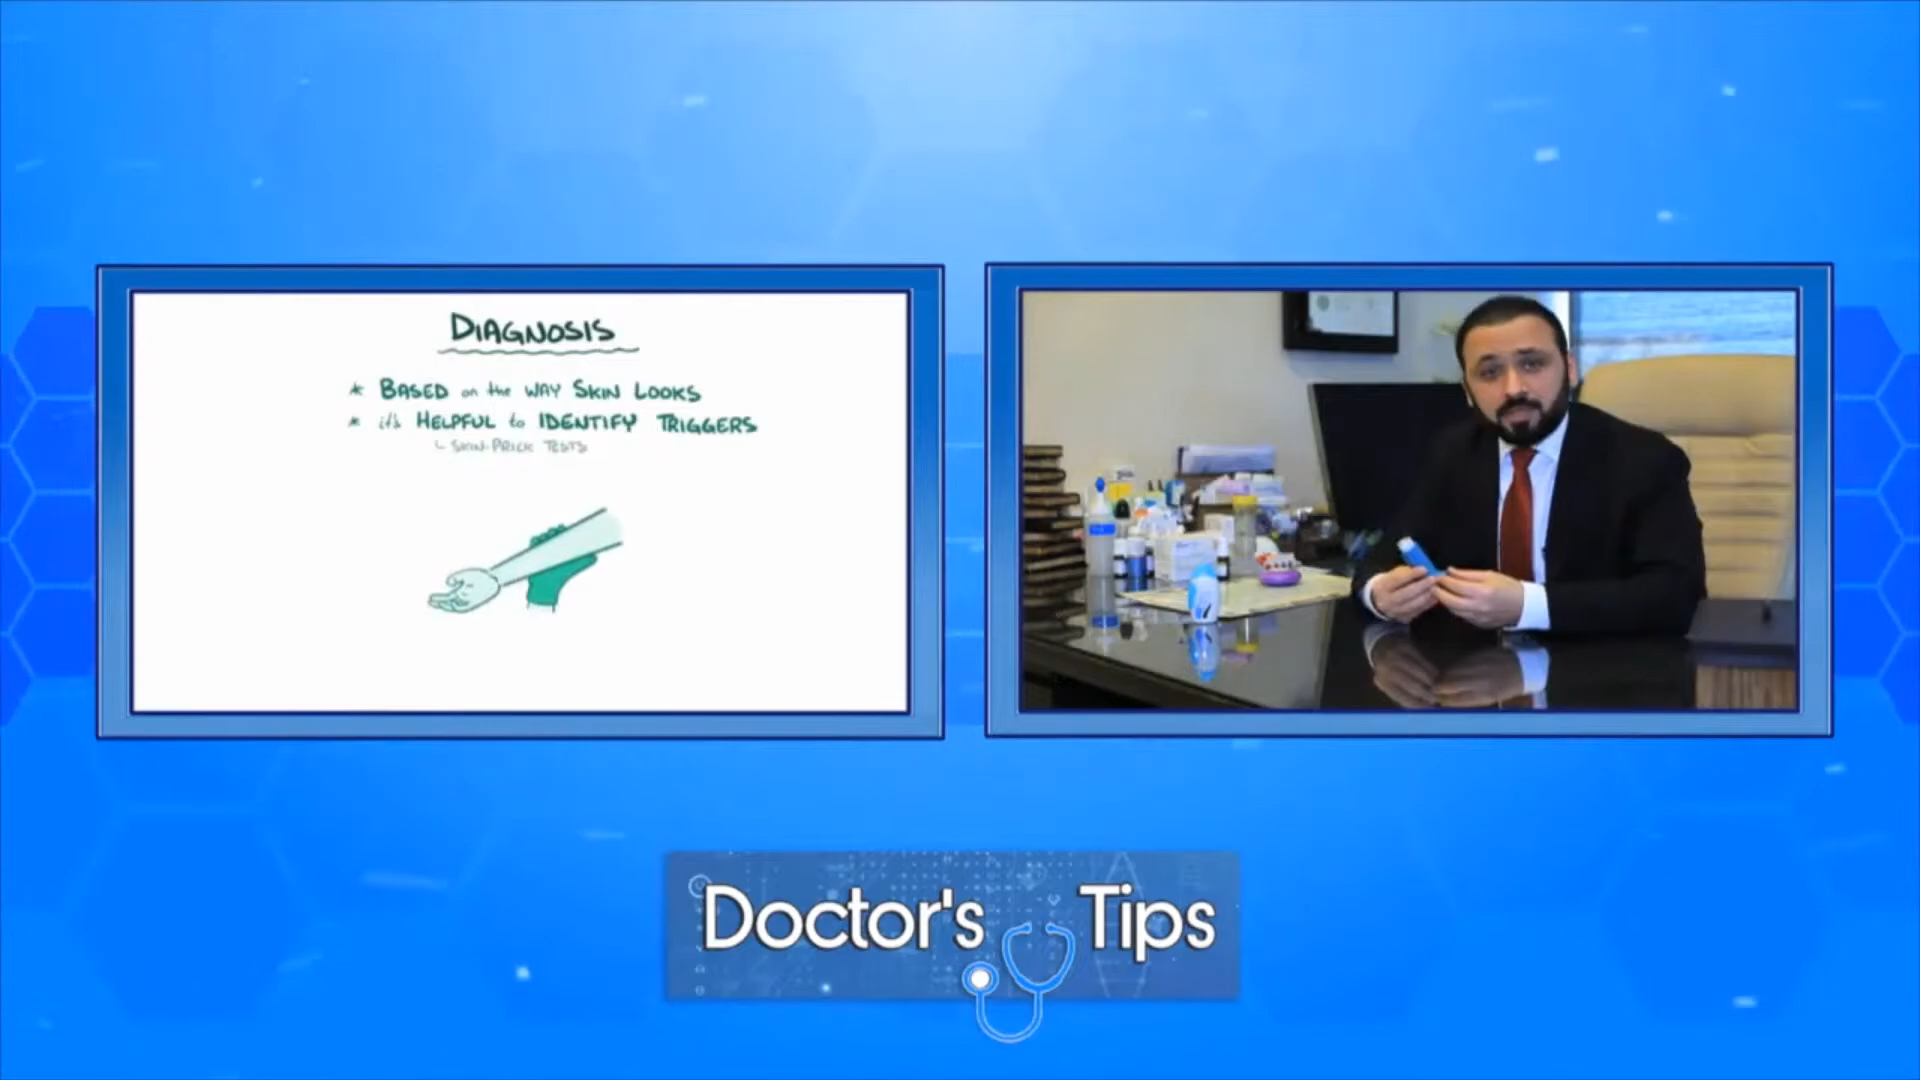 DIAGNOSIS
* BASED on the WAY SKIN LOOKS
* it's HELPFUL to IDENTIFY TRIGGERS
└ SKIN-PRICK TESTS
Doctor's Tips